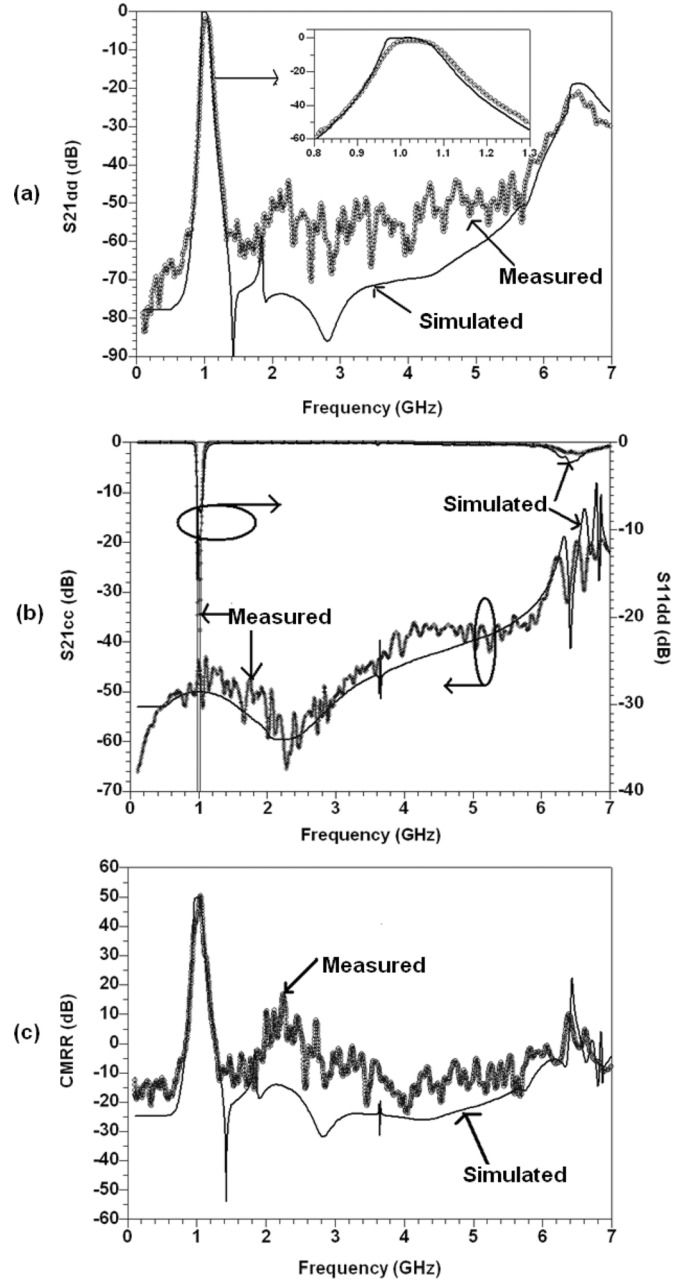 (a)
S21dd (dB)
0
-10
-20
-30
-40
-50
-60
-70
-80
-90
0
-20
-40
-60
0.8 0.9 1.0 1.1 1.2 1.3
Measured
Simulated
0 1 2 3 4 5 6 7
Frequency (GHz)
(b)
S21cc (dB)
0
-10
-20
-30
-40
-50
-60
-70
Simulated
Measured
0
-10
-20
-30
-40
S11dd (dB)
0 1 2 3 4 5 6 7
Frequency (GHz)
(c)
CMRR (dB)
60
50
40
30
20
10
0
-10
-20
-30
-40
-50
-60
Measured
Simulated
0 1 2 3 4 5 6 7
Frequency (GHz)